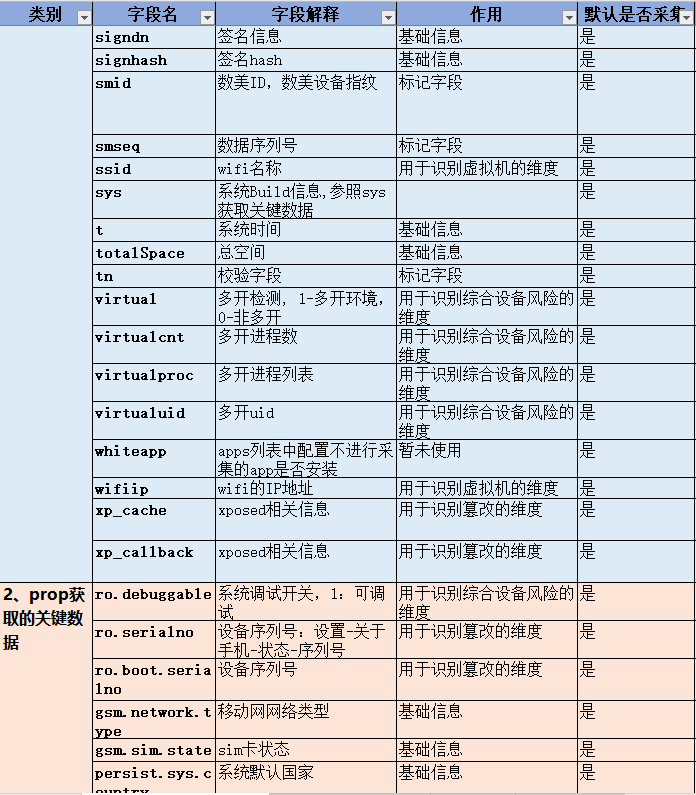 类别 字段名 字段解释 作用 默认是否采集
signdn 签名信息 基础信息 是
signhash 签名hash 基础信息 是
smid 数美ID，数美设备指纹 标记字段 是
smseq 数据序列号 标记字段 是
ssid wifi名称 用于识别虚拟机的维度 是
sys 系统Build信息,参照sys 是
获取关键数据
t 系统时间 基础信息 是
totalSpace 总空间 基础信息 是
tn 校验字段 标记字段 是
virtual 多开检测, 1-多开环境, 用于识别综合设备风险的 是
0-非多开 维度
virtualcnt 多开进程数 用于识别综合设备风险的 是
维度
virtualproc 多开进程列表 用于识别综合设备风险的 是
维度
virtualuid 多开uid 用于识别综合设备风险的 是
维度
whiteapp apps列表中配置不进行采 暂未使用 是
集的app是否安装
wifiip wifi的IP地址 用于识别虚拟机的维度 是
xp_cache xposed相关信息 用于识别篡改的维度 是
xp_callback xposed相关信息 用于识别篡改的维度 是
2、prop获 ro.debuggable 系统调试开关，1：可调 用于识别综合设备风险的 是
取的关键数 试 维度
据 ro.serialno 设备序列号：设置-关于 用于识别篡改的维度 是
手机-状态-序列号
ro.boot.seria 设备序列号 用于识别篡改的维度 是
lno
gsm.network.t 移动网网络类型 基础信息 是
ype
gsm.sim.state sim卡状态 基础信息 是
persist.sys.c 系统默认国家 基础信息 是
ountry